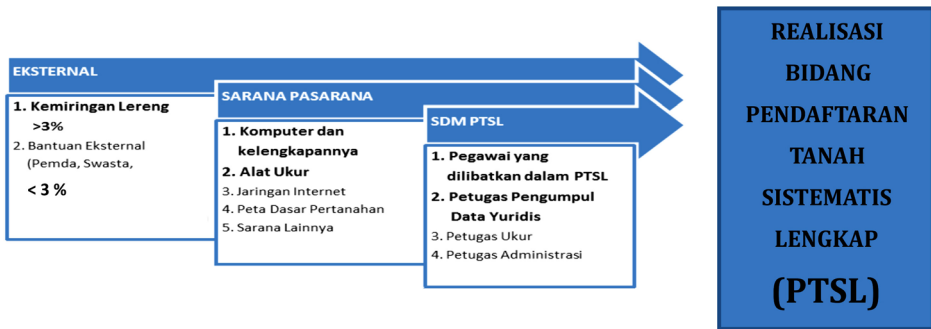 EKSTERNAL
1. Kemiringan Lereng
>3%
2. Bantuan Eksternal
(Pemda, Swasta,
< 3 %
SARANA PASARANA
1. Komputer dan
kelengkapannya
2. Alat Ukur
3. Jaringan Internet
4. Peta Dasar Pertanahan
5. Sarana Lainnya
SDM PTSL
1. Pegawai yang
dilibatkan dalam PTSL
2. Petugas Pengumpul
Data Yuridis
3. Petugas Ukur
4. Petugas Administrasi
REALISASI
BIDANG
PENDAFTARAN
TANAH
SISTEMATIS
LENGKAP
(PTSL)